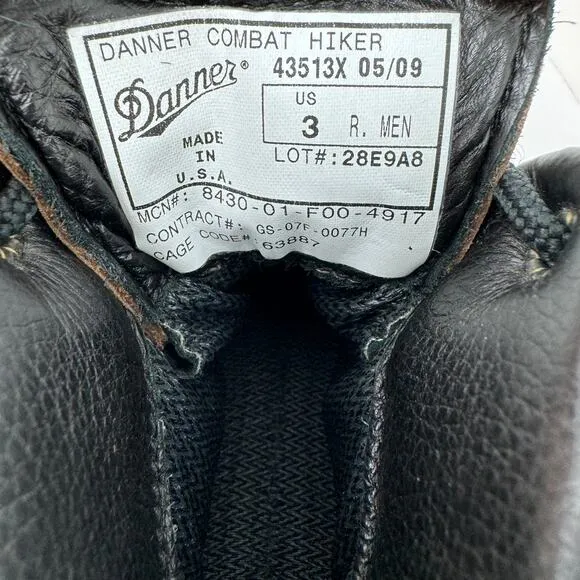 DANNER COMBAT HIKER
Danner®
43513X 05/09
US
3 R. MEN
MADE
IN
U.S.A.
LOT#:28E9A8
MCN#: 8430-01-F00-4917
CONTRACT#: GS-07F-0077H
CAGE CODE#: 63887